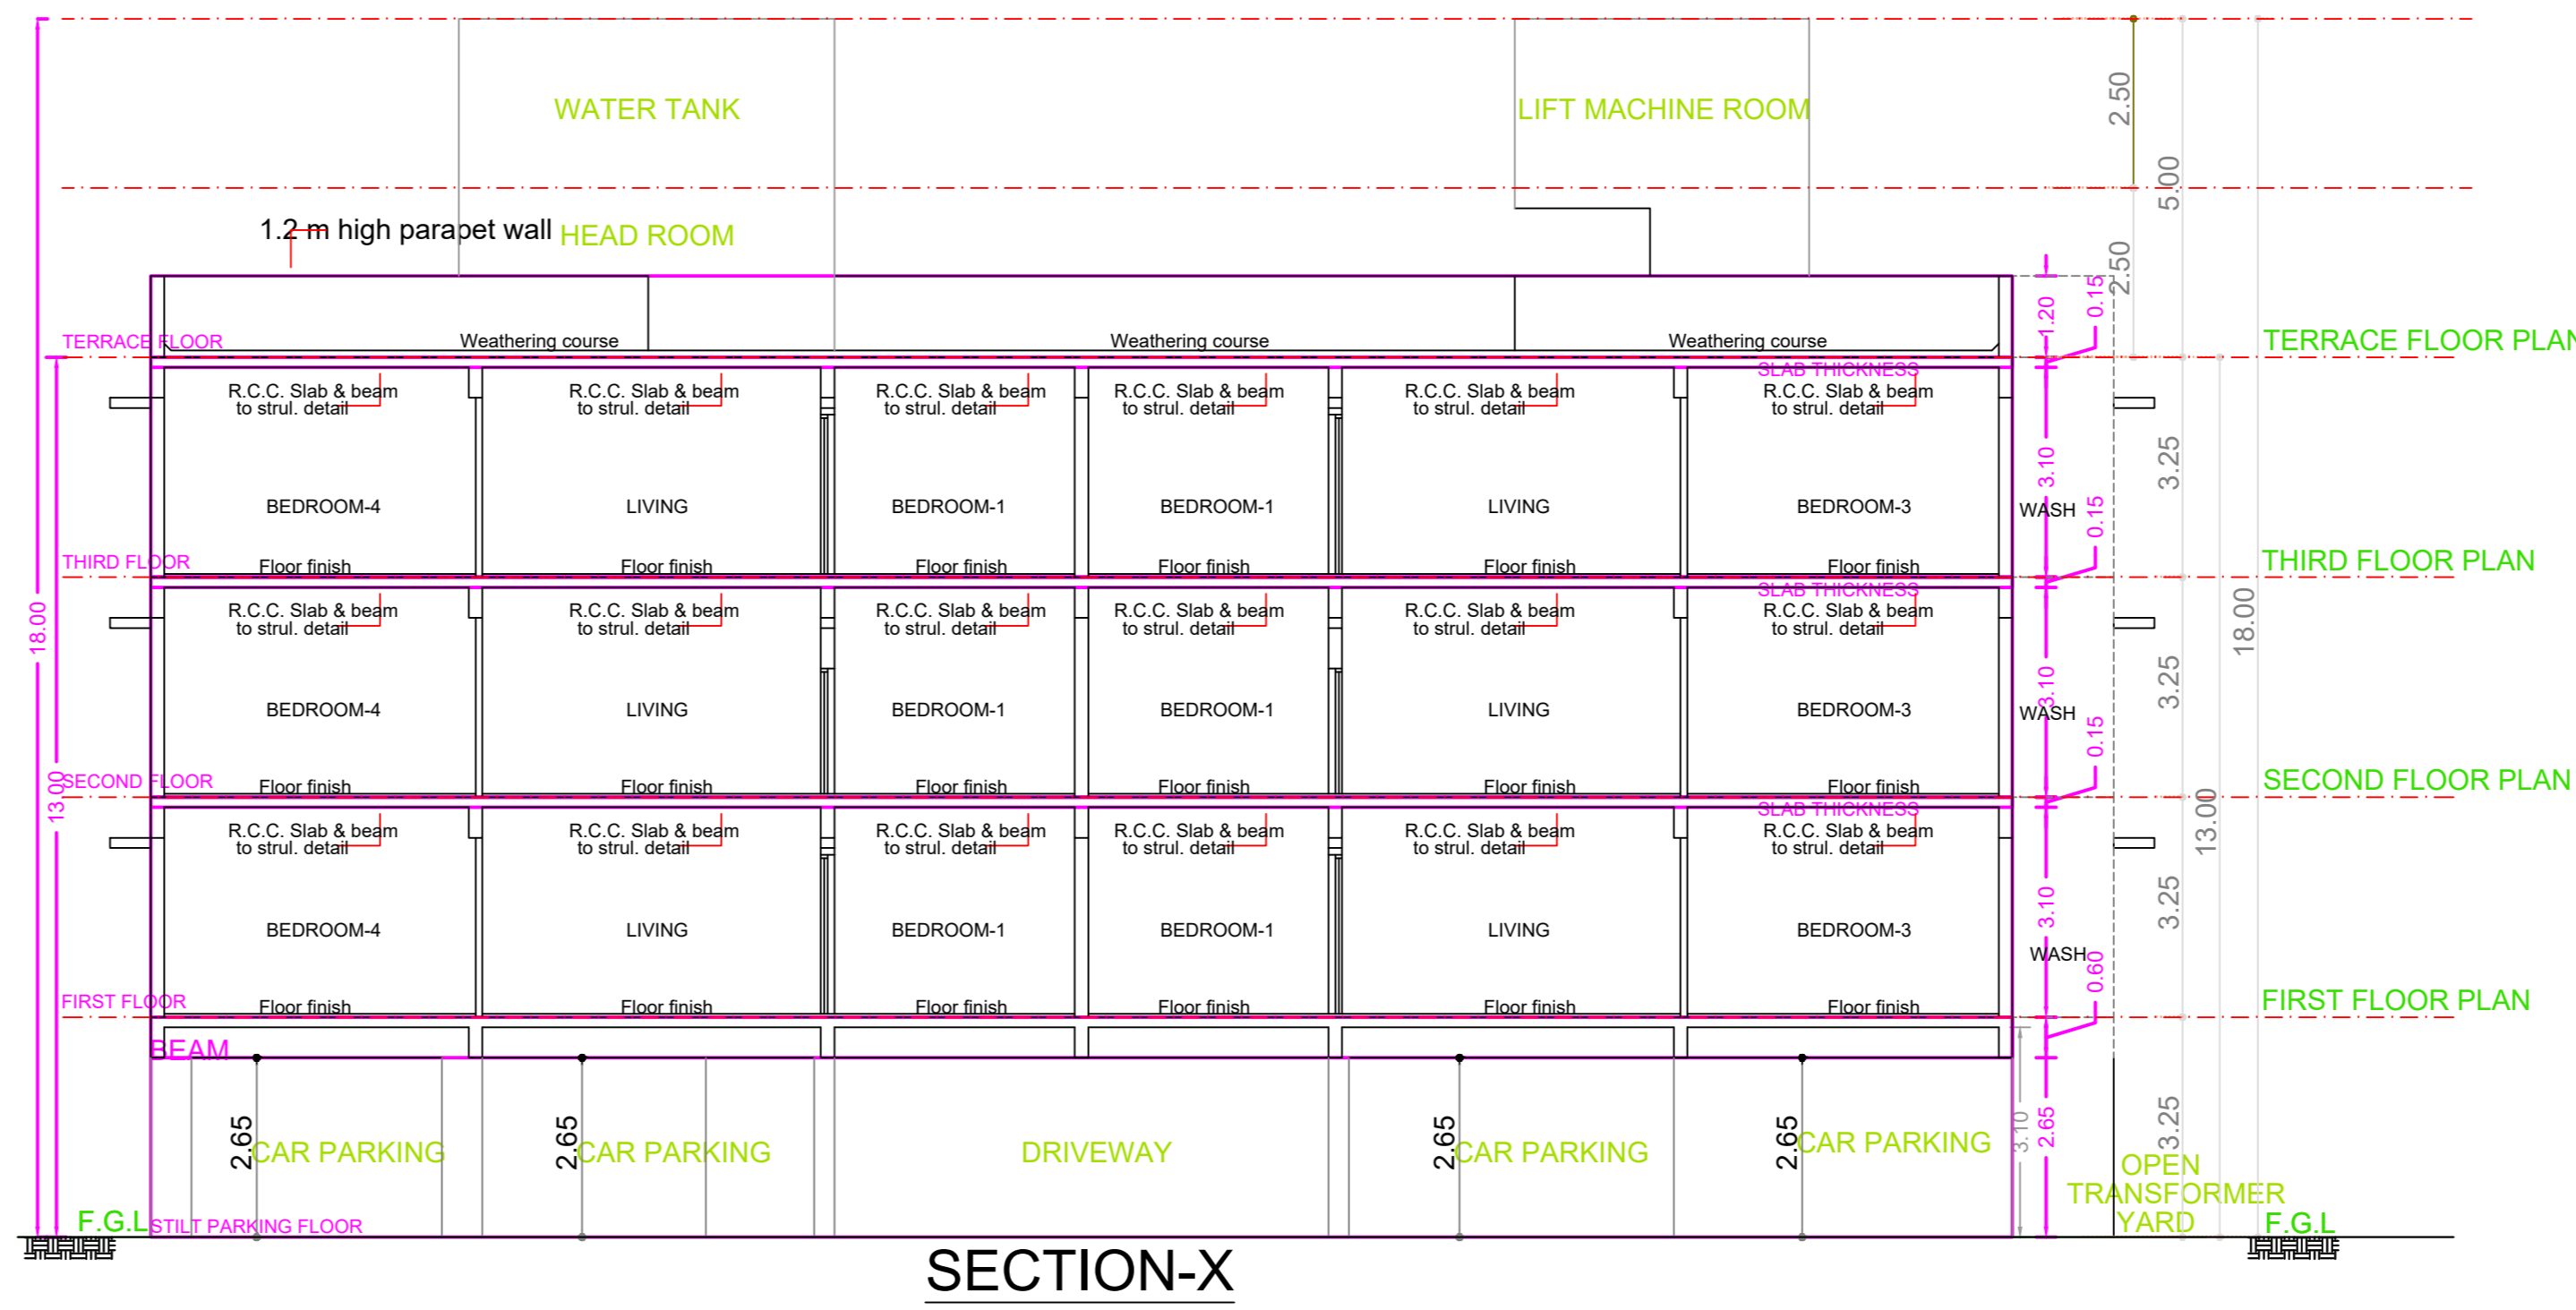 WATER TANK
LIFT MACHINE ROOM
2.50
5.00
1.2 m high parapet wall
HEAD ROOM
2.50
1.20
0.15
TERRACE FLOOR
Weathering course
Weathering course
Weathering course
TERRACE FLOOR PLAN
SLAB THICKNESS
R.C.C. Slab & beam
to strul. detail
R.C.C. Slab & beam
to strul. detail
R.C.C. Slab & beam
to strul. detail
R.C.C. Slab & beam
to strul. detail
R.C.C. Slab & beam
to strul. detail
R.C.C. Slab & beam
to strul. detail
3.10
3.25
BEDROOM-4
LIVING
BEDROOM-1
BEDROOM-1
LIVING
BEDROOM-3
WASH
0.15
THIRD FLOOR
Floor finish
Floor finish
Floor finish
Floor finish
Floor finish
Floor finish
THIRD FLOOR PLAN
SLAB THICKNESS
18.00
R.C.C. Slab & beam
to strul. detail
R.C.C. Slab & beam
to strul. detail
R.C.C. Slab & beam
to strul. detail
R.C.C. Slab & beam
to strul. detail
R.C.C. Slab & beam
to strul. detail
R.C.C. Slab & beam
to strul. detail
18.00
3.10
3.25
BEDROOM-4
LIVING
BEDROOM-1
BEDROOM-1
LIVING
BEDROOM-3
WASH
0.15
13.00
SECOND FLOOR
Floor finish
Floor finish
Floor finish
Floor finish
Floor finish
Floor finish
SECOND FLOOR PLAN
SLAB THICKNESS
13.00
R.C.C. Slab & beam
to strul. detail
R.C.C. Slab & beam
to strul. detail
R.C.C. Slab & beam
to strul. detail
R.C.C. Slab & beam
to strul. detail
R.C.C. Slab & beam
to strul. detail
R.C.C. Slab & beam
to strul. detail
3.10
3.25
BEDROOM-4
LIVING
BEDROOM-1
BEDROOM-1
LIVING
BEDROOM-3
WASH
0.60
FIRST FLOOR
Floor finish
Floor finish
Floor finish
Floor finish
Floor finish
Floor finish
FIRST FLOOR PLAN
BEAM
2.65
CAR PARKING
2.65
CAR PARKING
DRIVEWAY
2.65
CAR PARKING
2.65
CAR PARKING
3.10
2.65
3.25
OPEN
TRANSFORMER
YARD
F.G.L
STILT PARKING FLOOR
F.G.L
SECTION-X